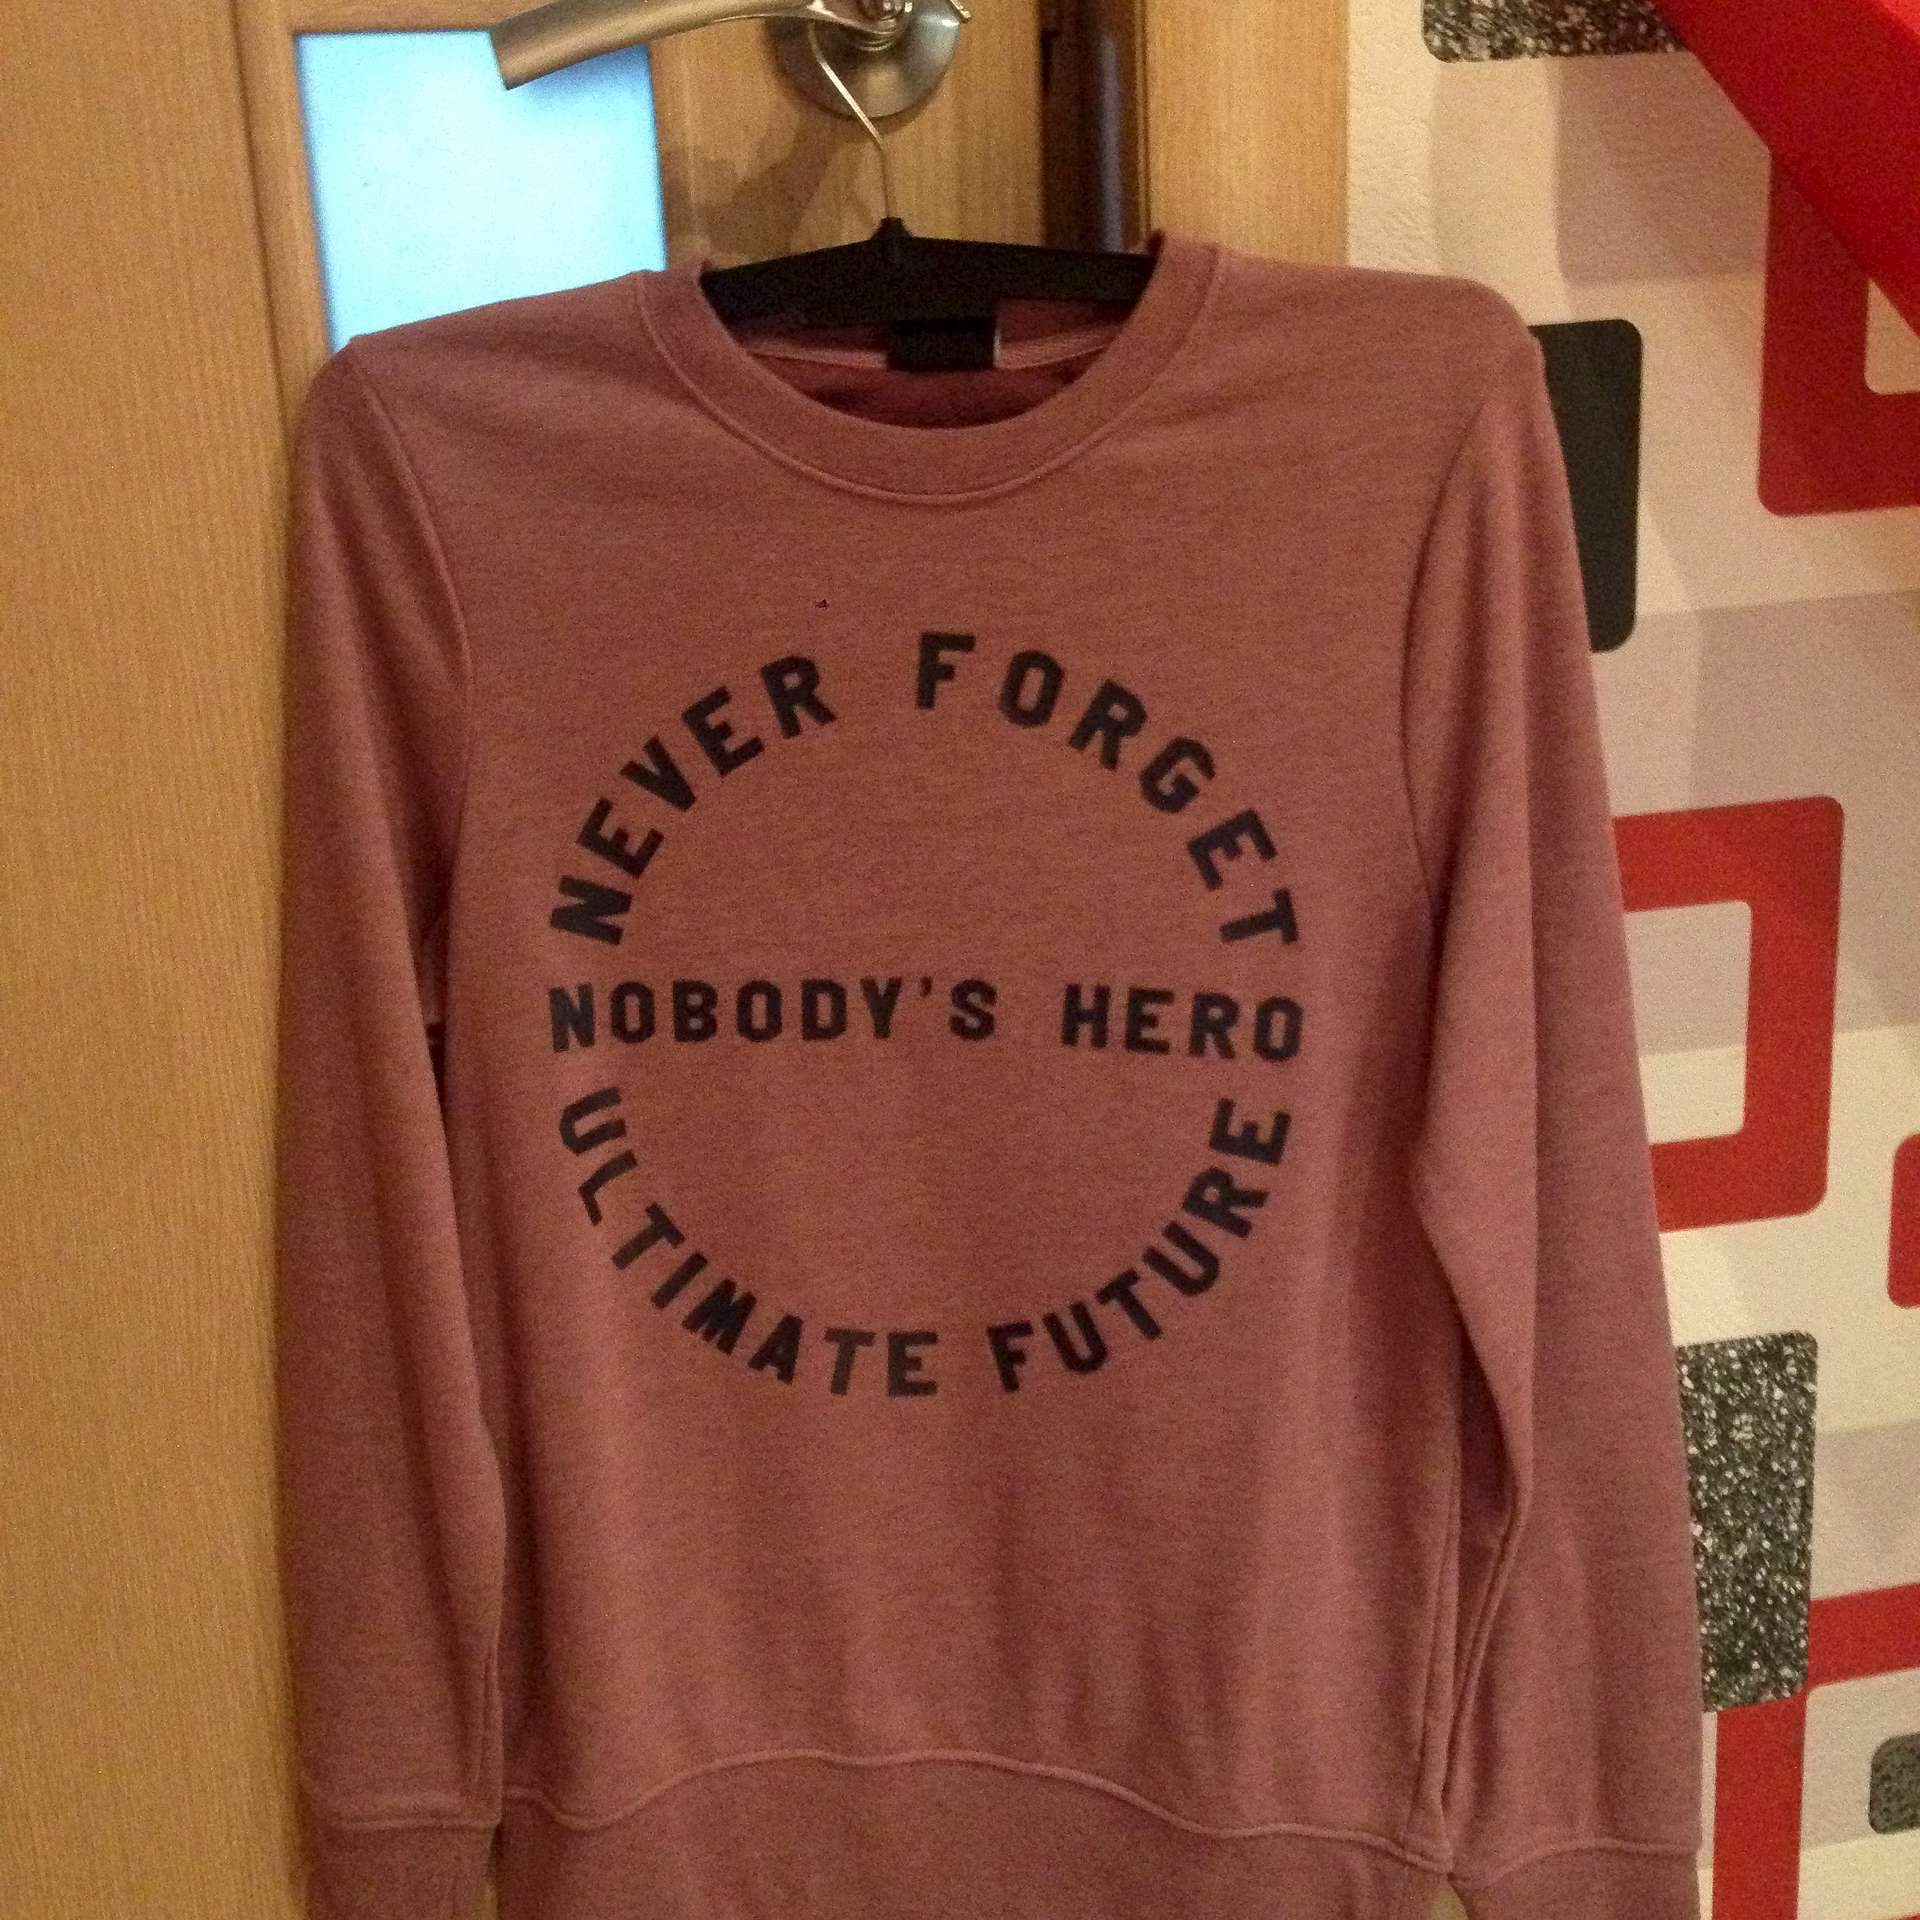 NEVER FORGET
NOBODY'S HERO
ULTIMATE FUTURE